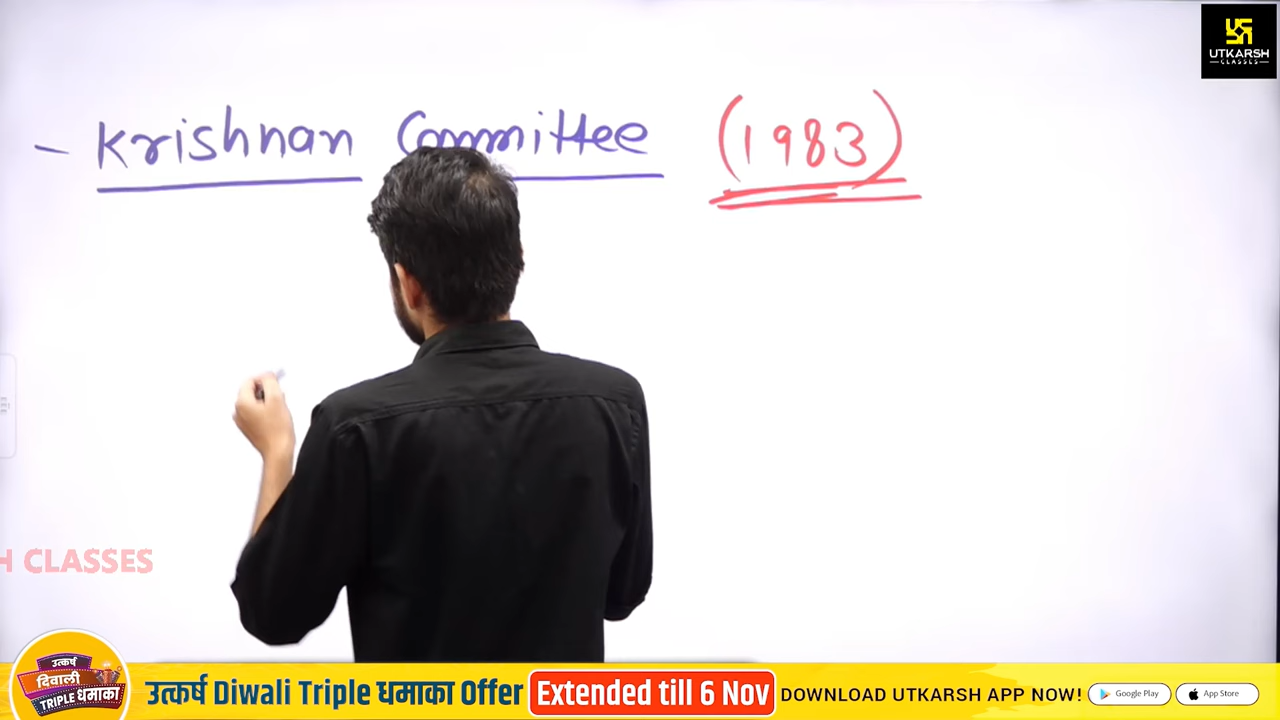 UTKARSH
CLASSES
- Krishnan Committee (1983)
H CLASSES
उत्कर्ष
दिवाली
TRIPLE धमाका
उत्कर्ष Diwali Triple धमाका Offer Extended till 6 Nov DOWNLOAD UTKARSH APP NOW! Google Play App Store